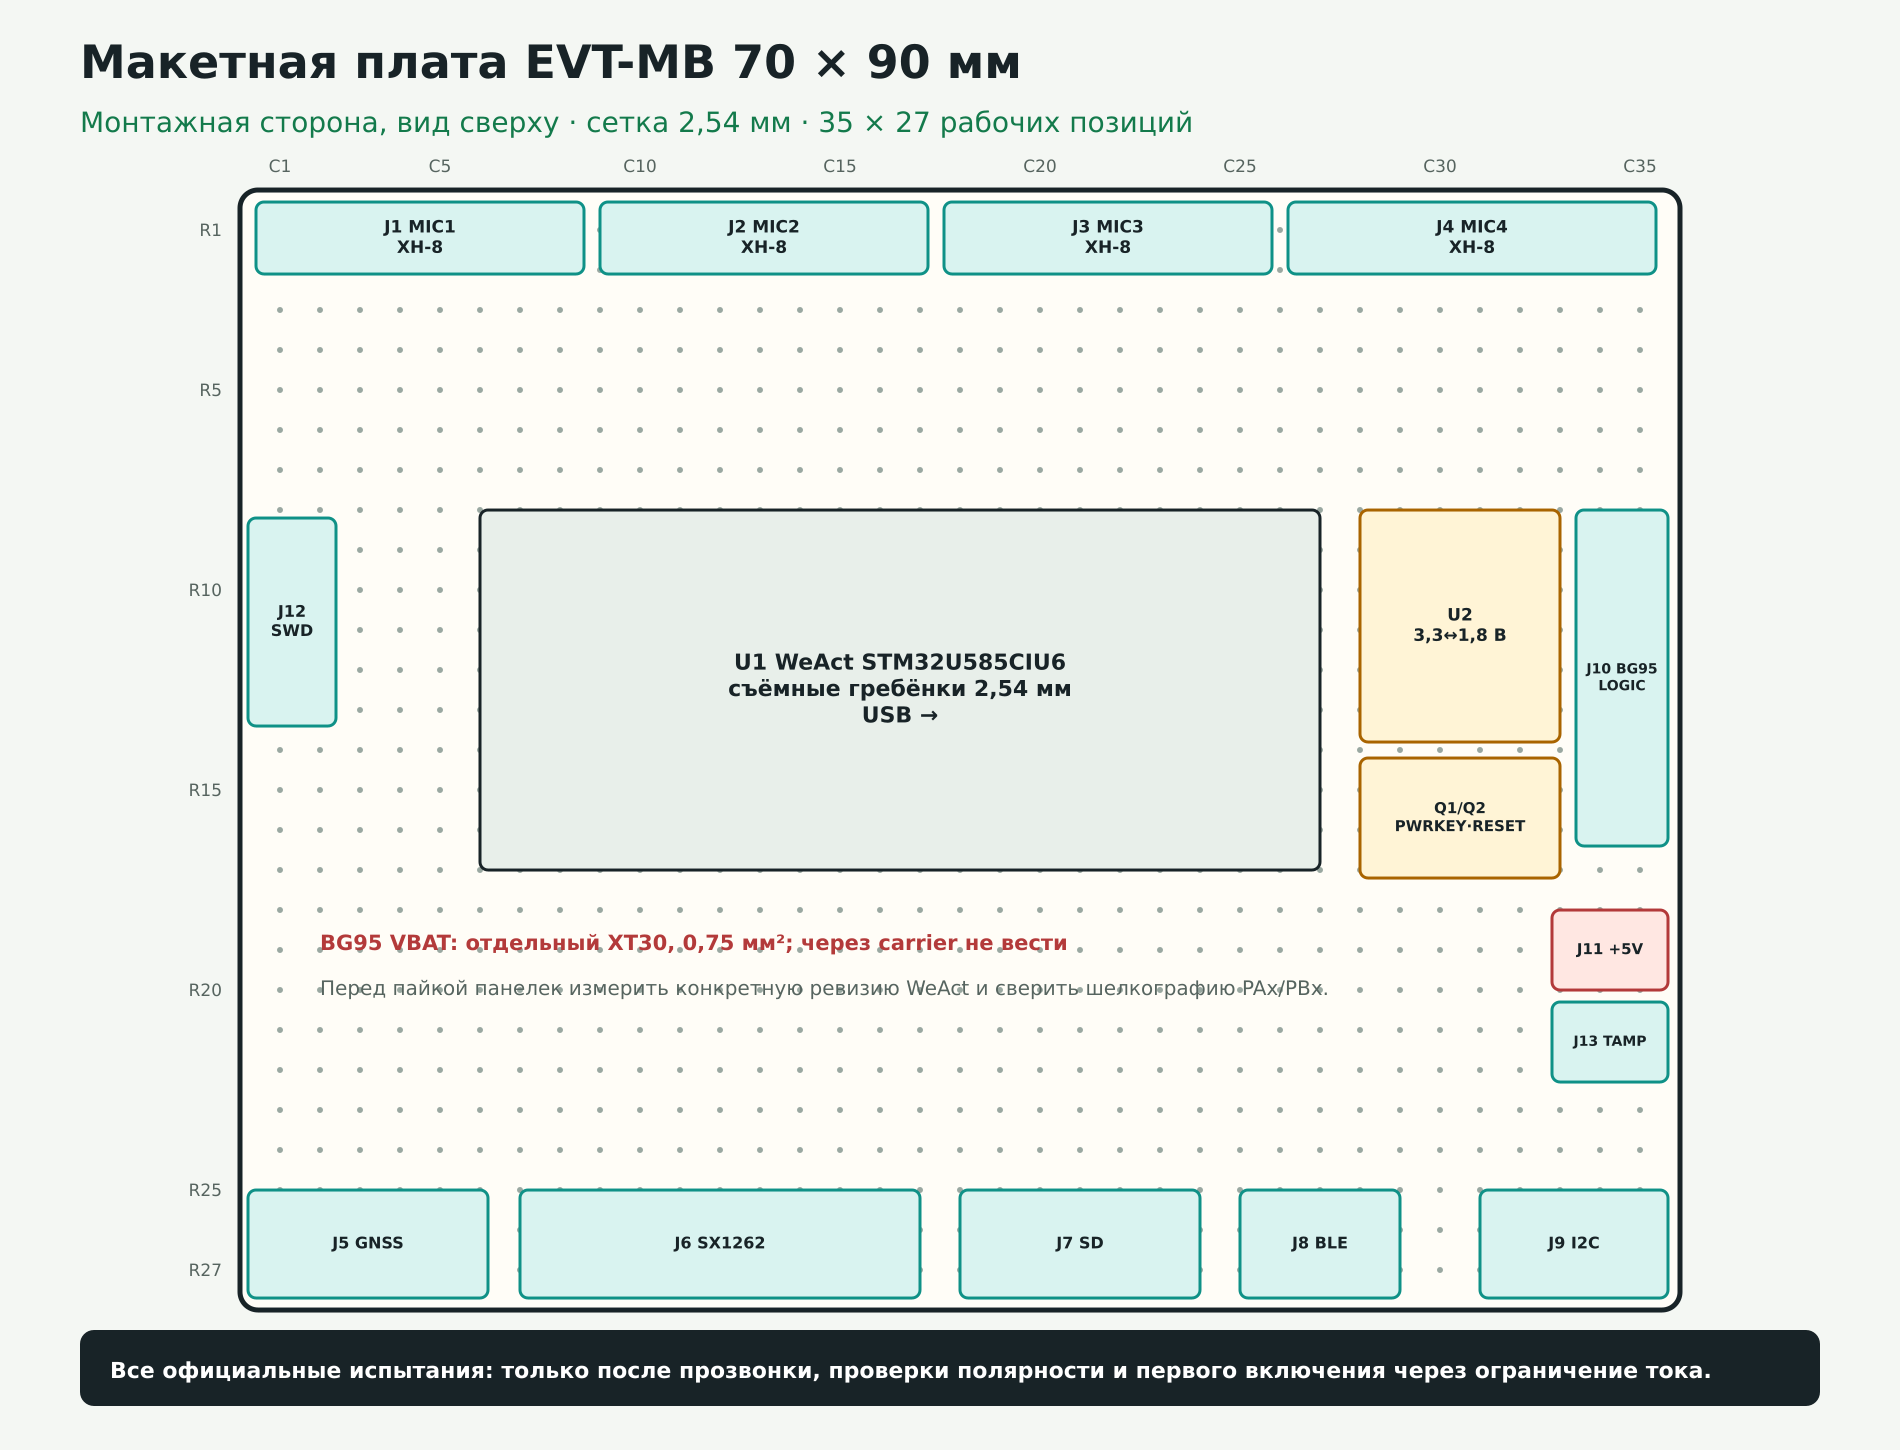 Макетная плата EVT-MB 70 × 90 мм
Монтажная сторона, вид сверху · сетка 2,54 мм · 35 × 27 рабочих позиций
C1 C5 C10 C15 C20 C25 C30 C35
R1
J1 MIC1
XH-8
J2 MIC2
XH-8
J3 MIC3
XH-8
J4 MIC4
XH-8
R5
R10
J12
SWD
U1 WeAct STM32U585CIU6
съёмные гребёнки 2,54 мм
USB →
U2
3,3↔1,8 В
J10 BG95
LOGIC
R15
Q1/Q2
PWRKEY·RESET
BG95 VBAT: отдельный XT30, 0,75 мм²; через carrier не вести
J11 +5V
R20
Перед пайкой панелек измерить конкретную ревизию WeAct и сверить шелкографию PAx/PBx.
J13 TAMP
R25
J5 GNSS
J6 SX1262
J7 SD
J8 BLE
J9 I2C
R27
Все официальные испытания: только после прозвонки, проверки полярности и первого включения через ограничение тока.